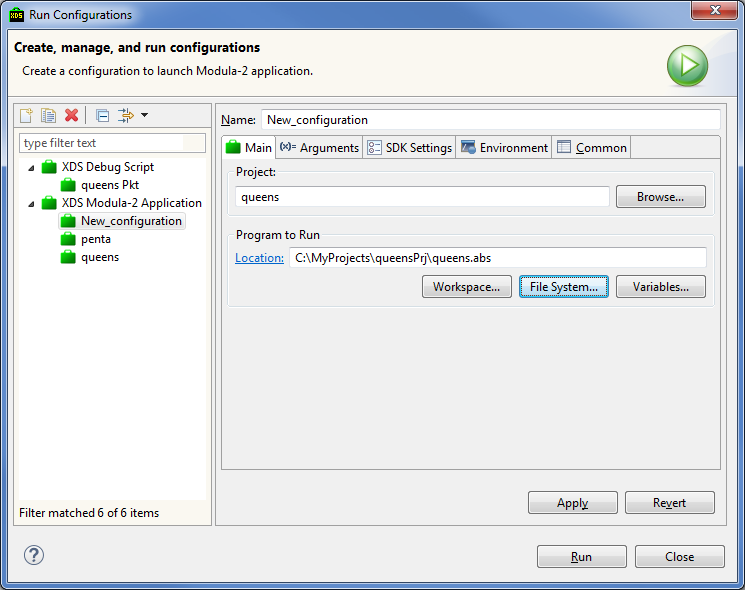 XDS
Run Configurations
Create, manage, and run configurations
Create a configuration to launch Modula-2 application.
type filter text
XDS Debug Script
queens Pkt
XDS Modula-2 Application
New_configuration
penta
queens
Filter matched 6 of 6 items
Name: New_configuration
Main (x)= Arguments SDK Settings Environment Common
Project:
queens Browse...
Program to Run
Location: C:\MyProjects\queensPrj\queens.abs
Workspace... File System... Variables...
Apply Revert
? Run Close